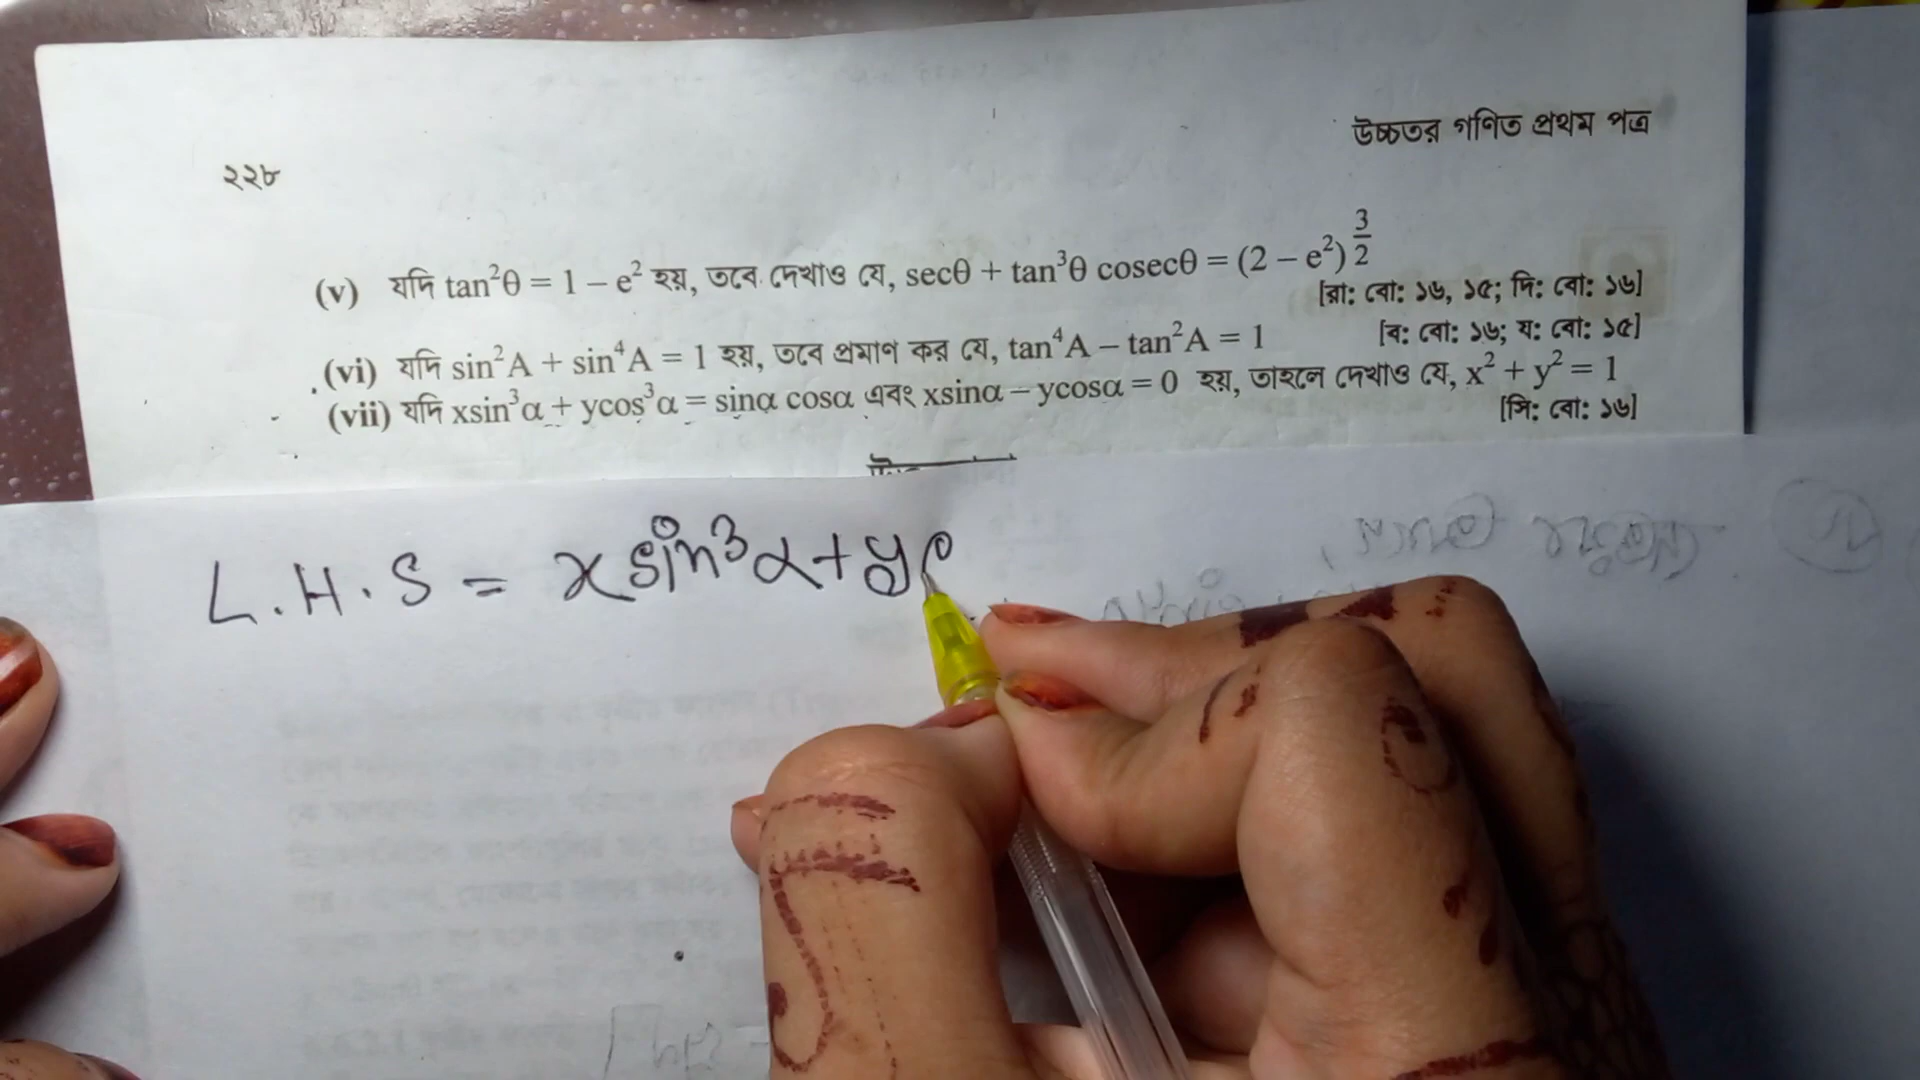 উচ্চতর গণিত প্রথম পত্র
২২৮
(v) যদি tan²θ = 1 – e² হয়, তবে দেখাও যে, secθ + tan³θ cosecθ = (2 – e²)^(3/2)
[রা: বো: ১৬, ১৫; দি: বো: ১৬]
(vi) যদি sin²A + sin⁴A = 1 হয়, তবে প্রমাণ কর যে, tan⁴A – tan²A = 1 [ব: বো: ১৬; য: বো: ১৫]
(vii) যদি xsin³α + ycos³α = sinα cosα এবং xsinα – ycosα = 0 হয়, তাহলে দেখাও যে, x² + y² = 1
[সি: বো: ১৬]
L.H.S = x sin³α + y